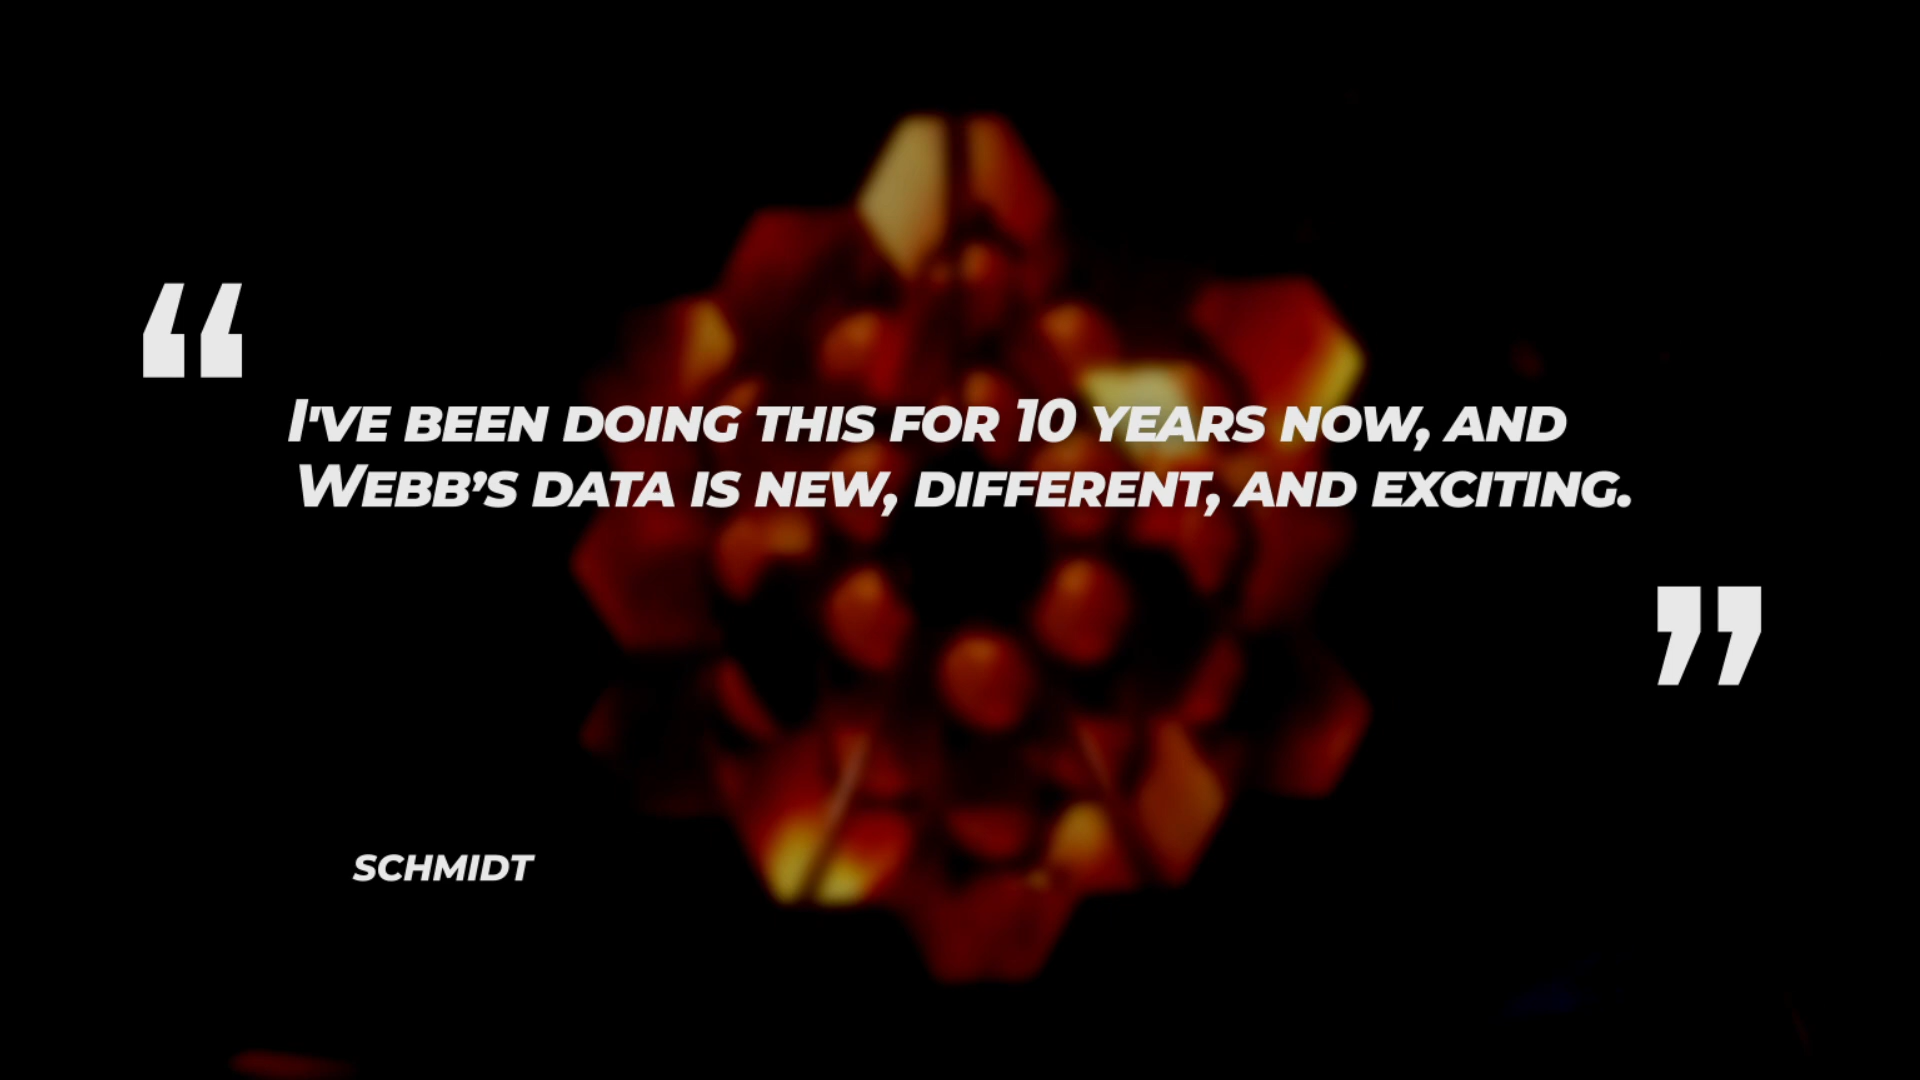 “
I'VE BEEN DOING THIS FOR 10 YEARS NOW, AND
WEBB’S DATA IS NEW, DIFFERENT, AND EXCITING.
”
SCHMIDT